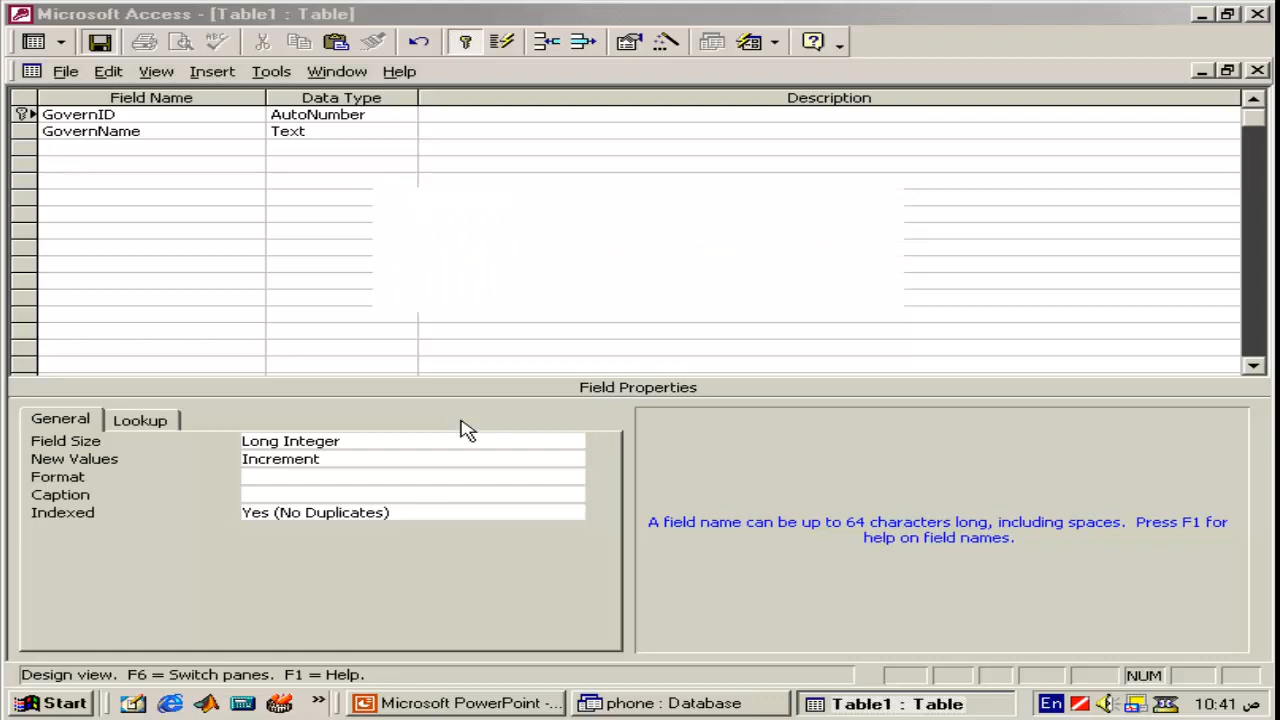 Microsoft Access - [Table1 : Table]
File Edit View Insert Tools Window Help
Field Name Data Type Description
GovernID AutoNumber
GovernName Text
Field Properties
General Lookup
Field Size Long Integer
New Values Increment
Format
Caption
Indexed Yes (No Duplicates)
A field name can be up to 64 characters long, including spaces. Press F1 for
help on field names.
Design view. F6 = Switch panes. F1 = Help. NUM
Start Microsoft PowerPoint -... phone : Database Table1 : Table En 10:41 ص